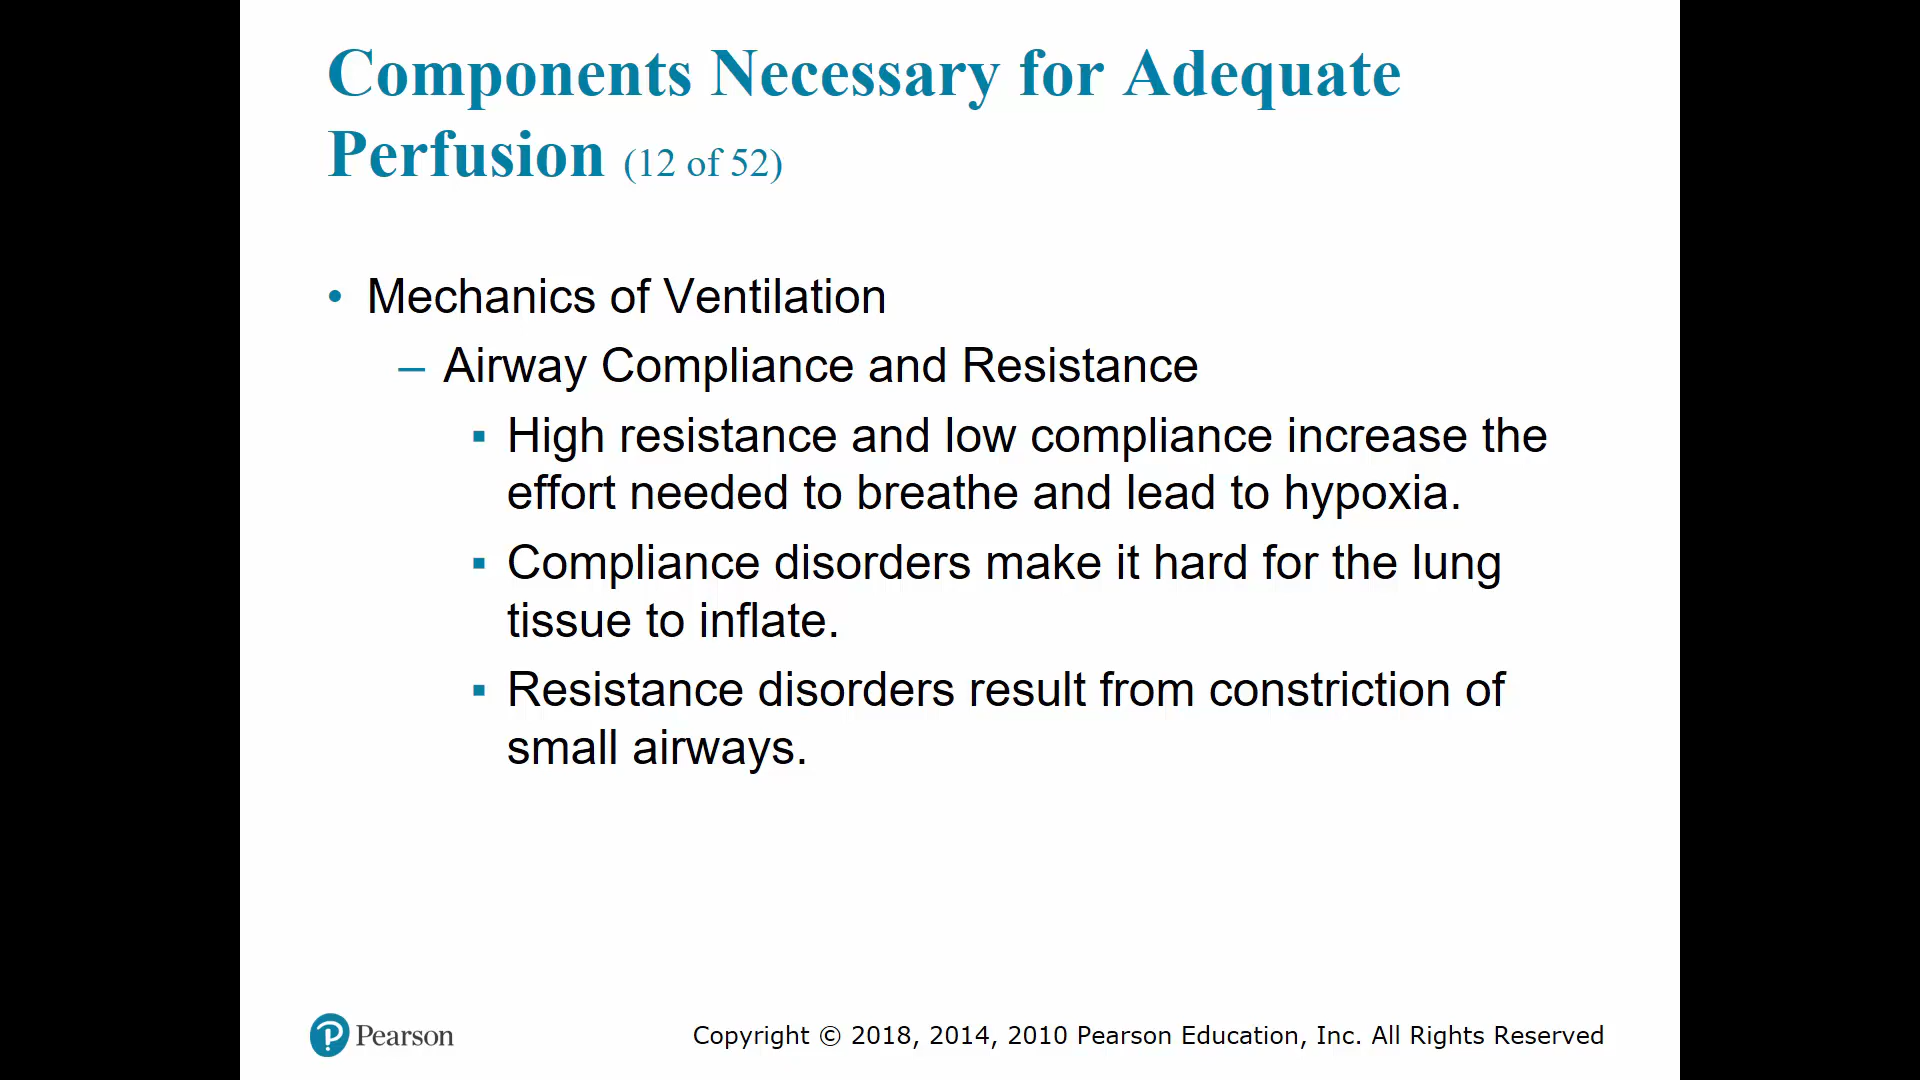 Components Necessary for Adequate
Perfusion (12 of 52)
• Mechanics of Ventilation
– Airway Compliance and Resistance
▪ High resistance and low compliance increase the
effort needed to breathe and lead to hypoxia.
▪ Compliance disorders make it hard for the lung
tissue to inflate.
▪ Resistance disorders result from constriction of
small airways.
Pearson
Copyright © 2018, 2014, 2010 Pearson Education, Inc. All Rights Reserved